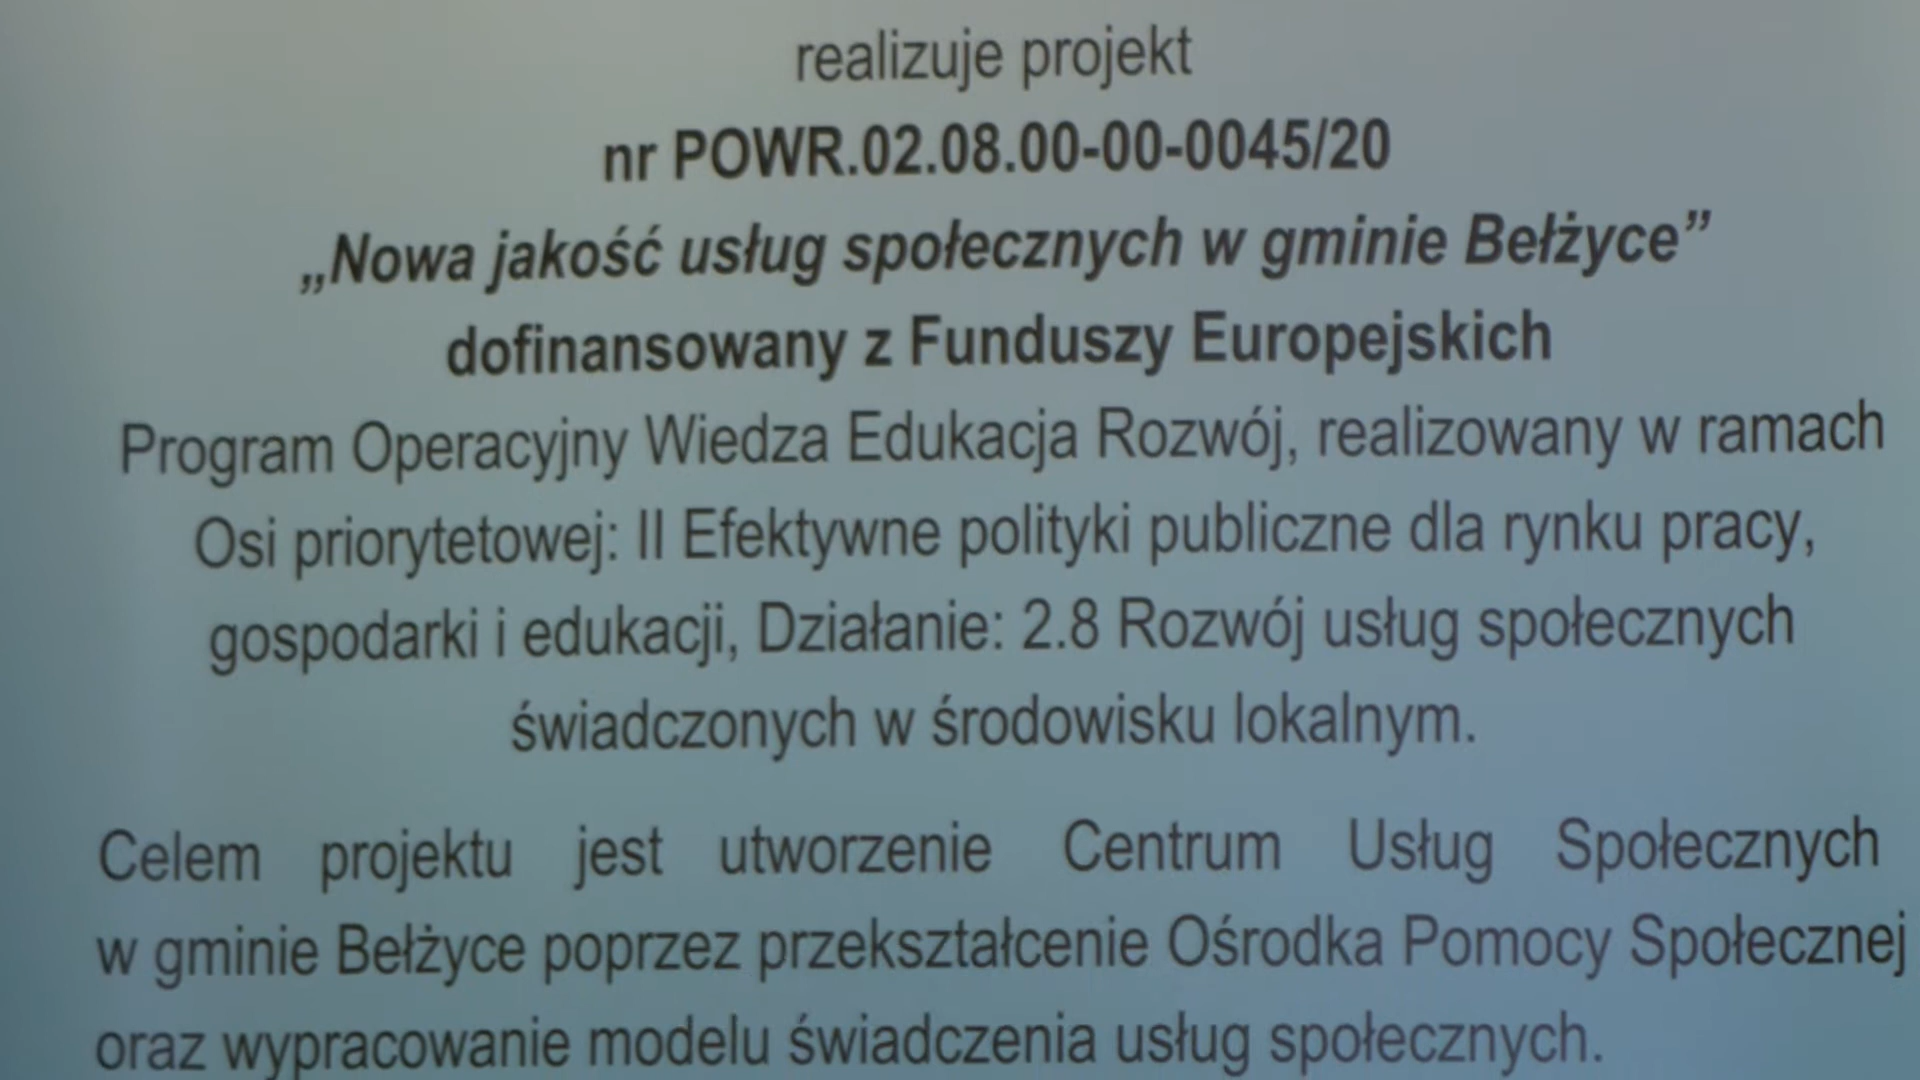 realizuje projekt
nr POWR.02.08.00-00-0045/20
„Nowa jakość usług społecznych w gminie Bełżyce”
dofinansowany z Funduszy Europejskich
Program Operacyjny Wiedza Edukacja Rozwój, realizowany w ramach
Osi priorytetowej: II Efektywne polityki publiczne dla rynku pracy,
gospodarki i edukacji, Działanie: 2.8 Rozwój usług społecznych
świadczonych w środowisku lokalnym.
Celem projektu jest utworzenie Centrum Usług Społecznych
w gminie Bełżyce poprzez przekształcenie Ośrodka Pomocy Społecznej
oraz wypracowanie modelu świadczenia usług społecznych.